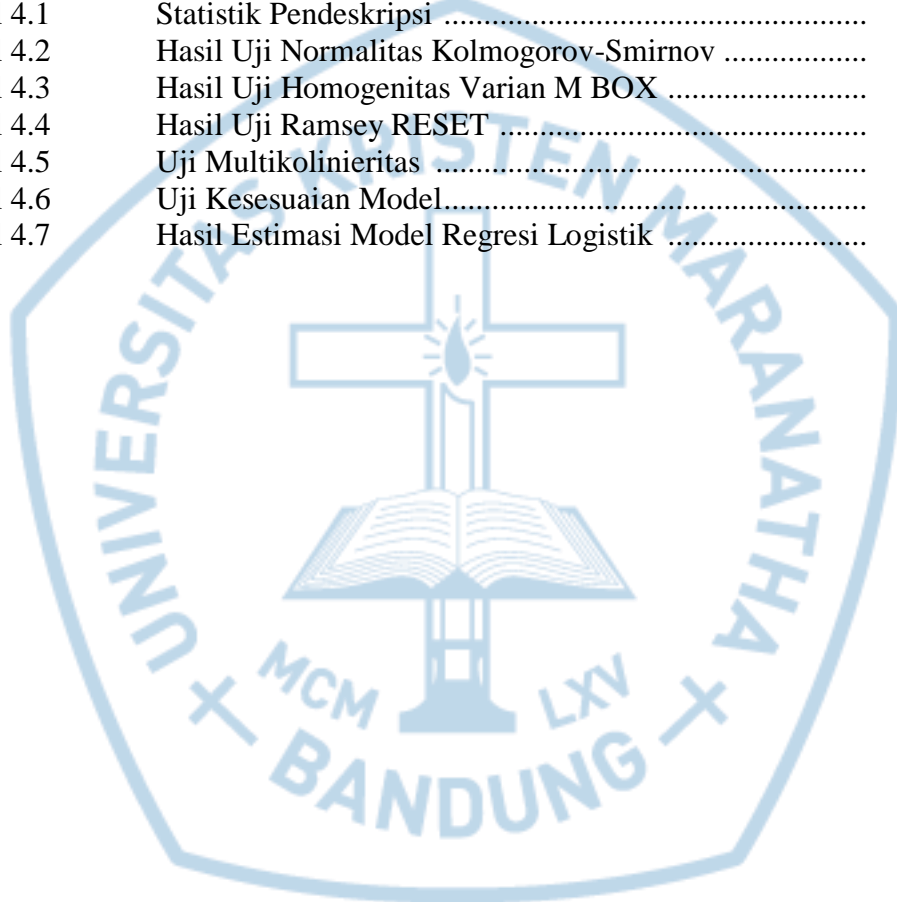 4.1 Statistik Pendeskripsi ......................................................
4.2 Hasil Uji Normalitas Kolmogorov-Smirnov ..................
4.3 Hasil Uji Homogenitas Varian M BOX .........................
4.4 Hasil Uji Ramsey RESET ...............................................
4.5 Uji Multikolinieritas .......................................................
4.6 Uji Kesesuaian Model......................................................
4.7 Hasil Estimasi Model Regresi Logistik .........................
UNIVERSITAS KRISTEN MARANATHA
MCM LXV
BANDUNG